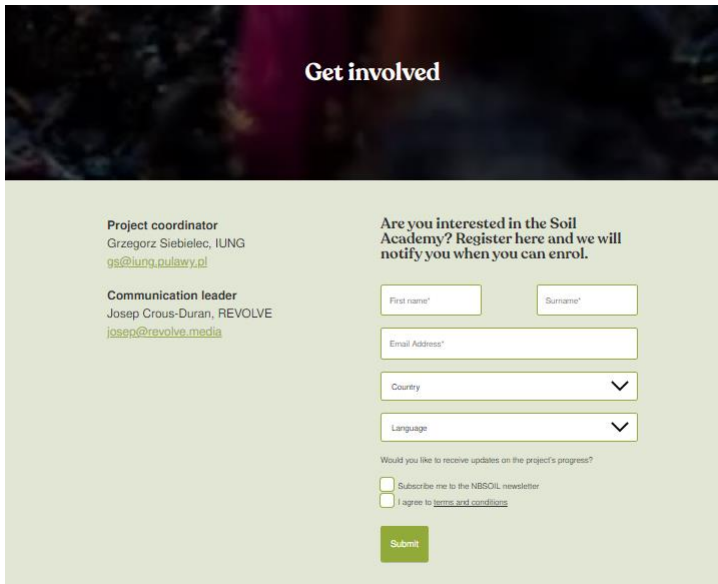 Get involved
Project coordinator
Grzegorz Siebielec, IUNG
gs@iung.pulawy.pl
Communication leader
Josep Crous-Duran, REVOLVE
josep@revolve.media
Are you interested in the Soil
Academy? Register here and we will
notify you when you can enrol.
First name*
Surname*
Email Address*
Country
Language
Would you like to receive updates on the project's progress?
Subscribe me to the NBSOIL newsletter
I agree to terms and conditions
Submit